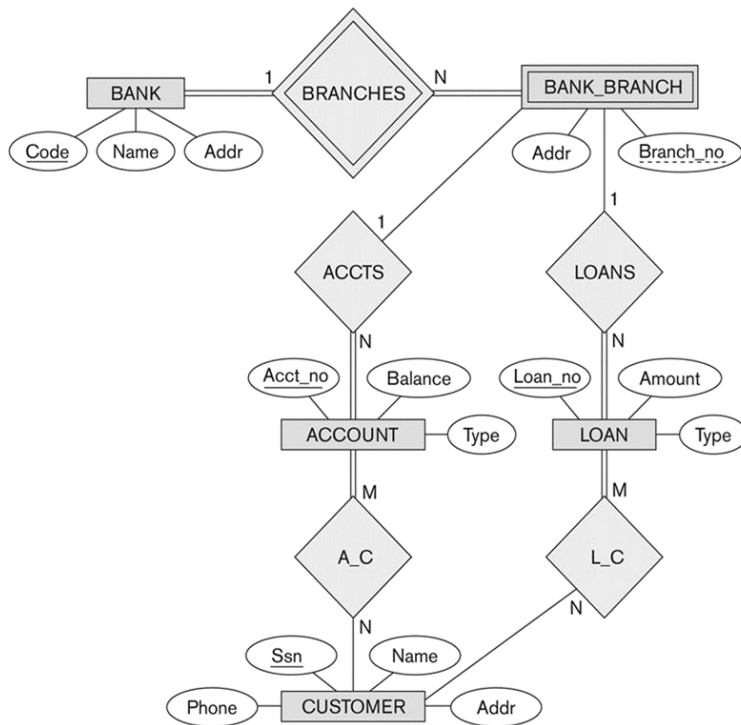 1
N
BANK
BRANCHES
BANK_BRANCH
Code
Name
Addr
Addr
Branch_no
1
1
ACCTS
LOANS
N
N
Acct_no
Balance
Loan_no
Amount
ACCOUNT
Type
LOAN
Type
M
M
A_C
L_C
N
N
Ssn
Name
Phone
CUSTOMER
Addr